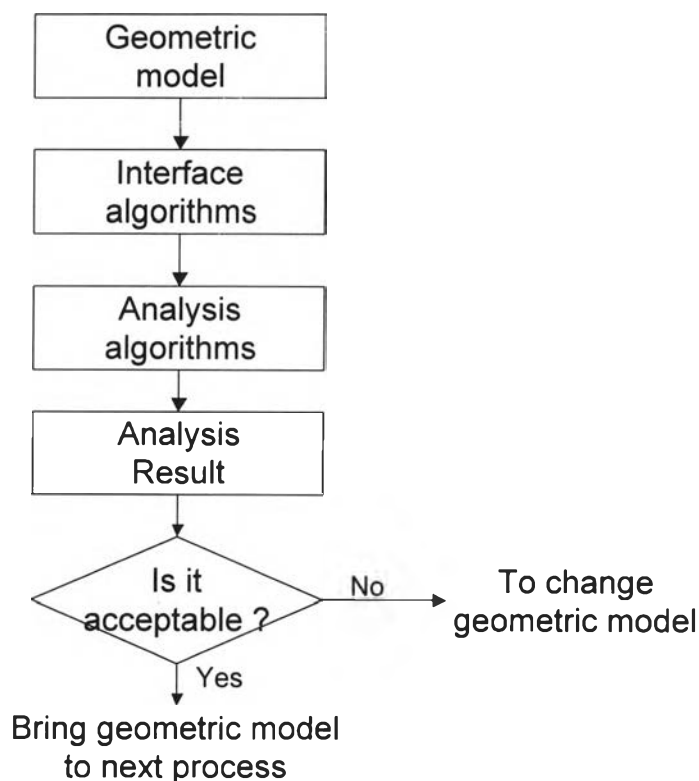 Geometric
model
Interface
algorithms
Analysis
algorithms
Analysis
Result
Is it
acceptable ?
No
To change
geometric model
Yes
Bring geometric model
to next process